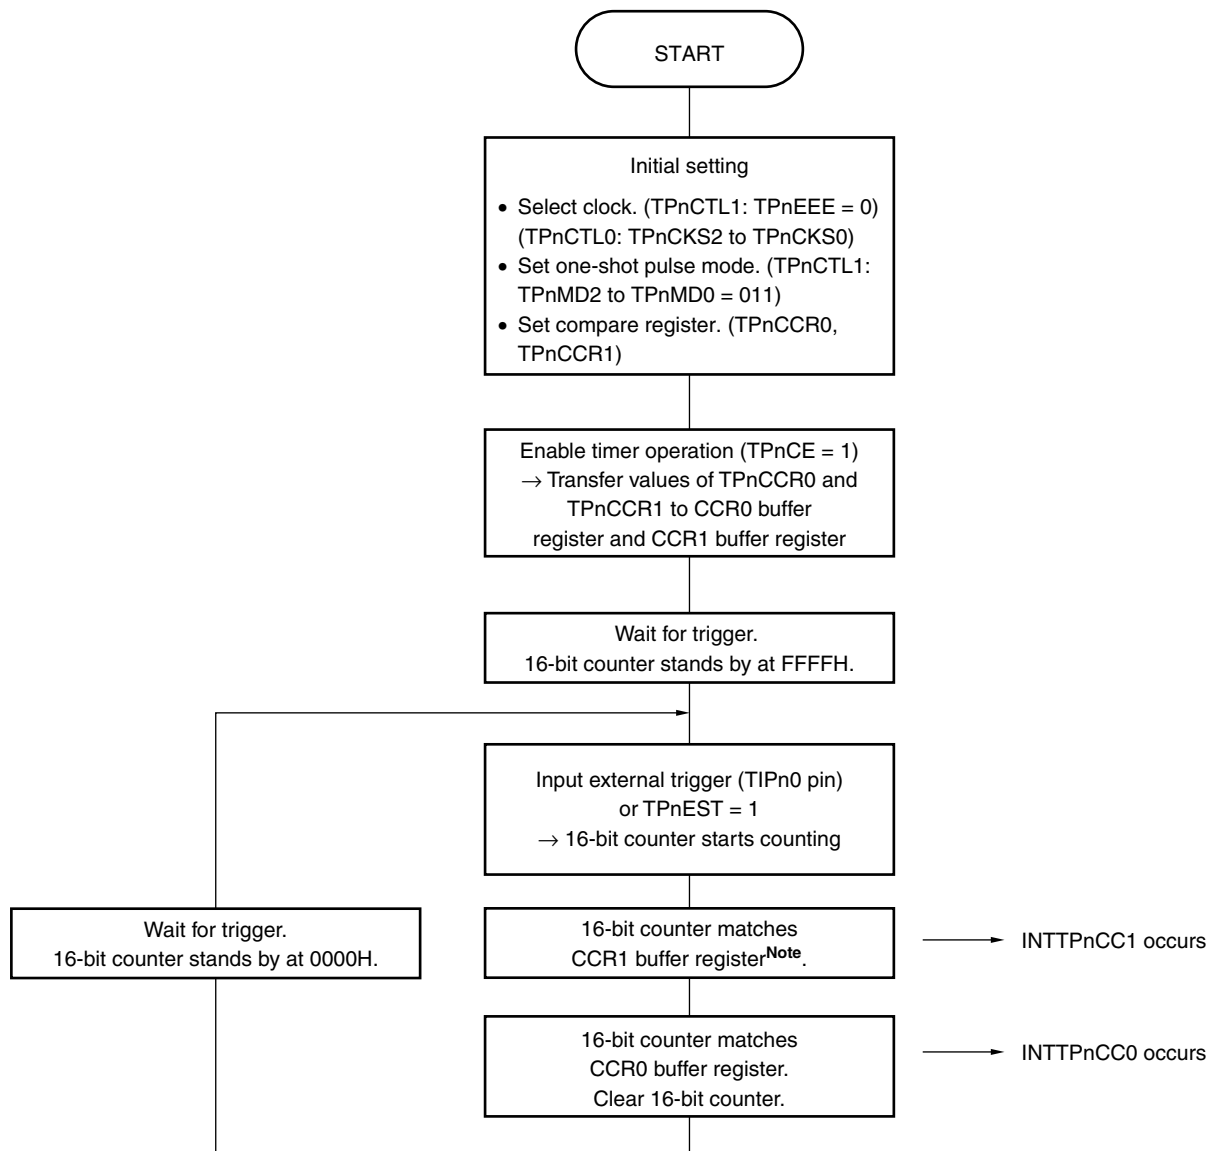 START
Initial setting
• Select clock. (TPnCTL1: TPnEEE = 0)
(TPnCTL0: TPnCKS2 to TPnCKS0)
• Set one-shot pulse mode. (TPnCTL1:
TPnMD2 to TPnMD0 = 011)
• Set compare register. (TPnCCR0,
TPnCCR1)
Enable timer operation (TPnCE = 1)
→ Transfer values of TPnCCR0 and
TPnCCR1 to CCR0 buffer
register and CCR1 buffer register
Wait for trigger.
16-bit counter stands by at FFFFH.
Input external trigger (TIPn0 pin)
or TPnEST = 1
→ 16-bit counter starts counting
Wait for trigger.
16-bit counter stands by at 0000H.
16-bit counter matches
CCR1 buffer registerNote.
INTTPnCC1 occurs
16-bit counter matches
CCR0 buffer register.
Clear 16-bit counter.
INTTPnCC0 occurs